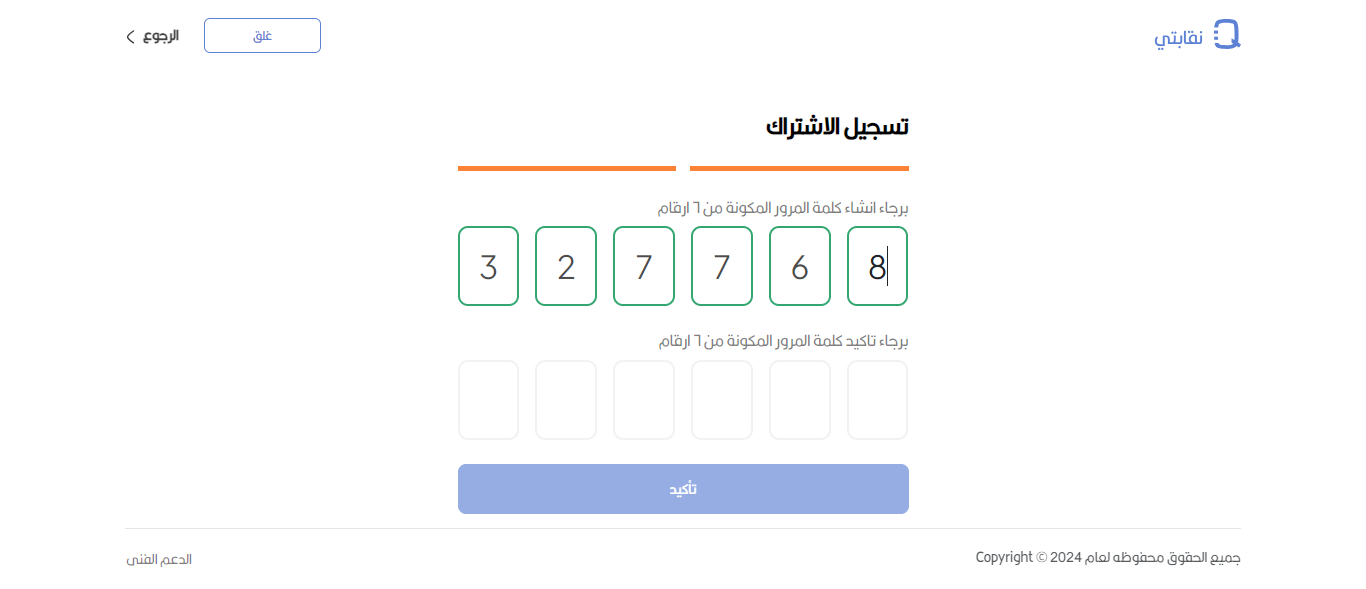 نقابتي
غلق
الرجوع
تسجيل الاشتراك
برجاء انشاء كلمة المرور المكونة من ٦ ارقام
3 2 7 7 6 8
برجاء تاكيد كلمة المرور المكونة من ٦ ارقام
تأكيد
جميع الحقوق محفوظه لعام 2024 © Copyright
الدعم الفنى